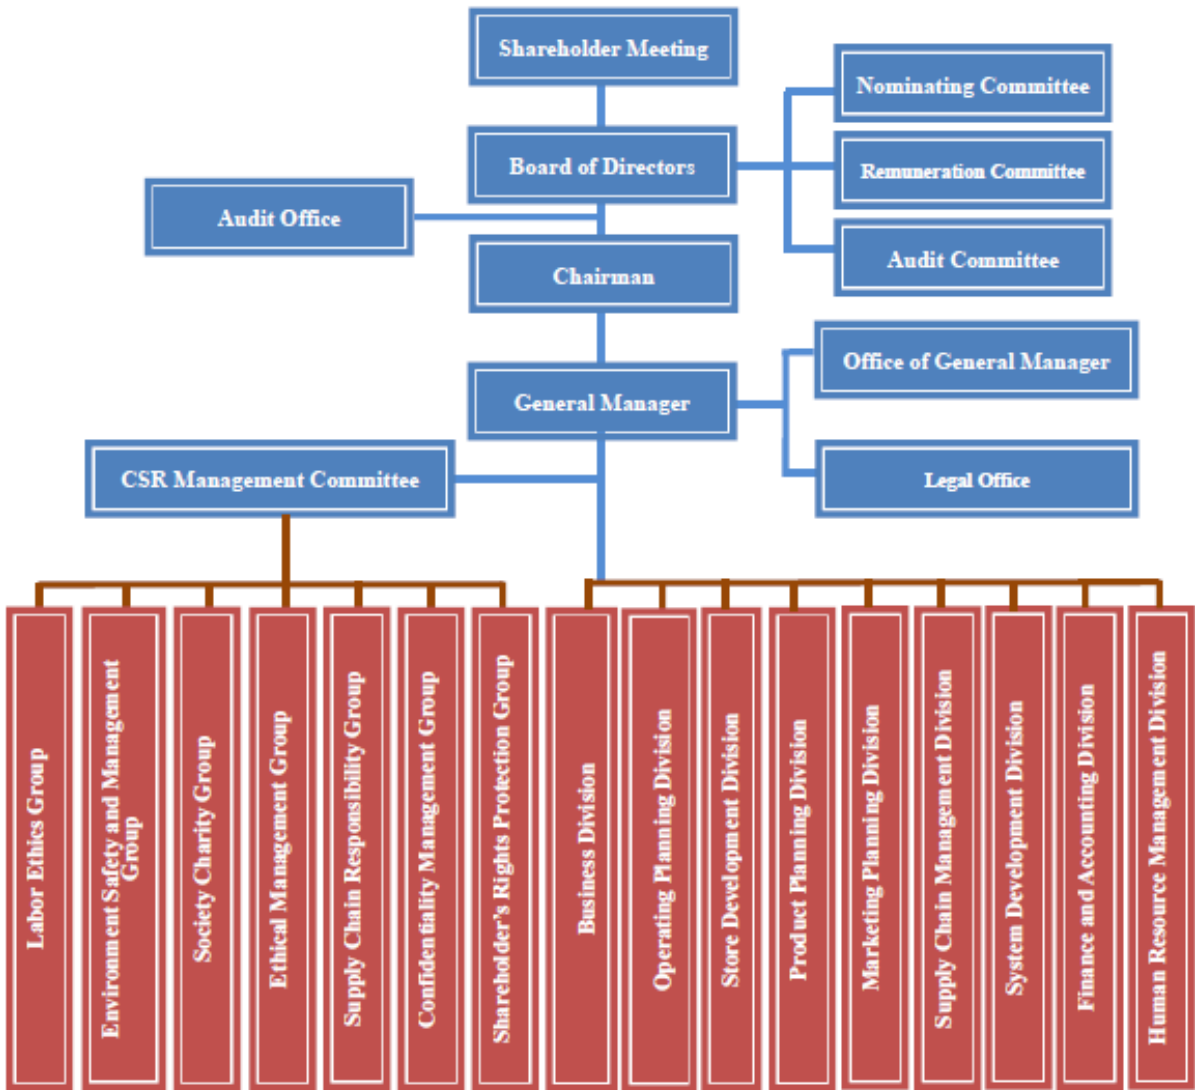 Shareholder Meeting
Nominating Committee
Board of Directors
Remuneration Committee
Audit Office
Audit Committee
Chairman
Office of General Manager
General Manager
CSR Management Committee
Legal Office
Labor Ethics Group
Environment Safety and Management
Group
Society Charity Group
Ethical Management Group
Supply Chain Responsibility Group
Confidentiality Management Group
Shareholder's Rights Protection Group
Business Division
Operating Planning Division
Store Development Division
Product Planning Division
Marketing Planning Division
Supply Chain Management Division
System Development Division
Finance and Accounting Division
Human Resource Management Division